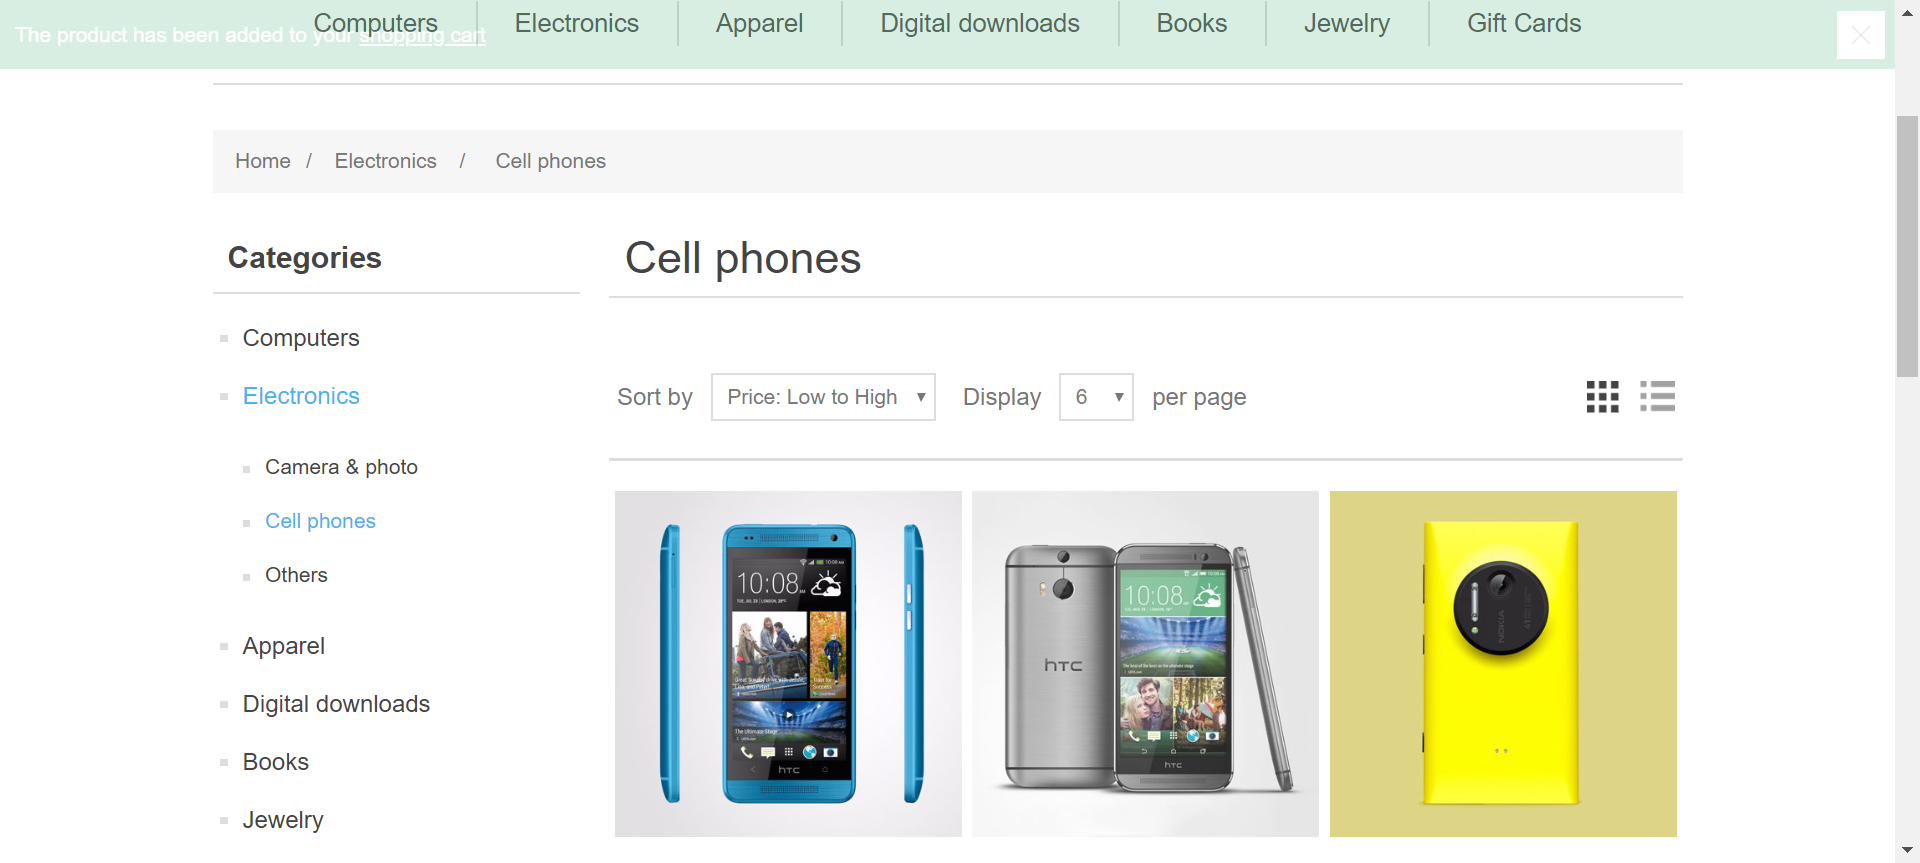 Computers Electronics Apparel Digital downloads Books Jewelry Gift Cards
The product has been added to your shopping cart
Home / Electronics / Cell phones
Categories
Computers
Electronics
Camera & photo
Cell phones
Others
Apparel
Digital downloads
Books
Jewelry
Cell phones
Sort by Price: Low to High Display 6 per page
10:08
hTC
hTC
10:08
hTC
NOKIA